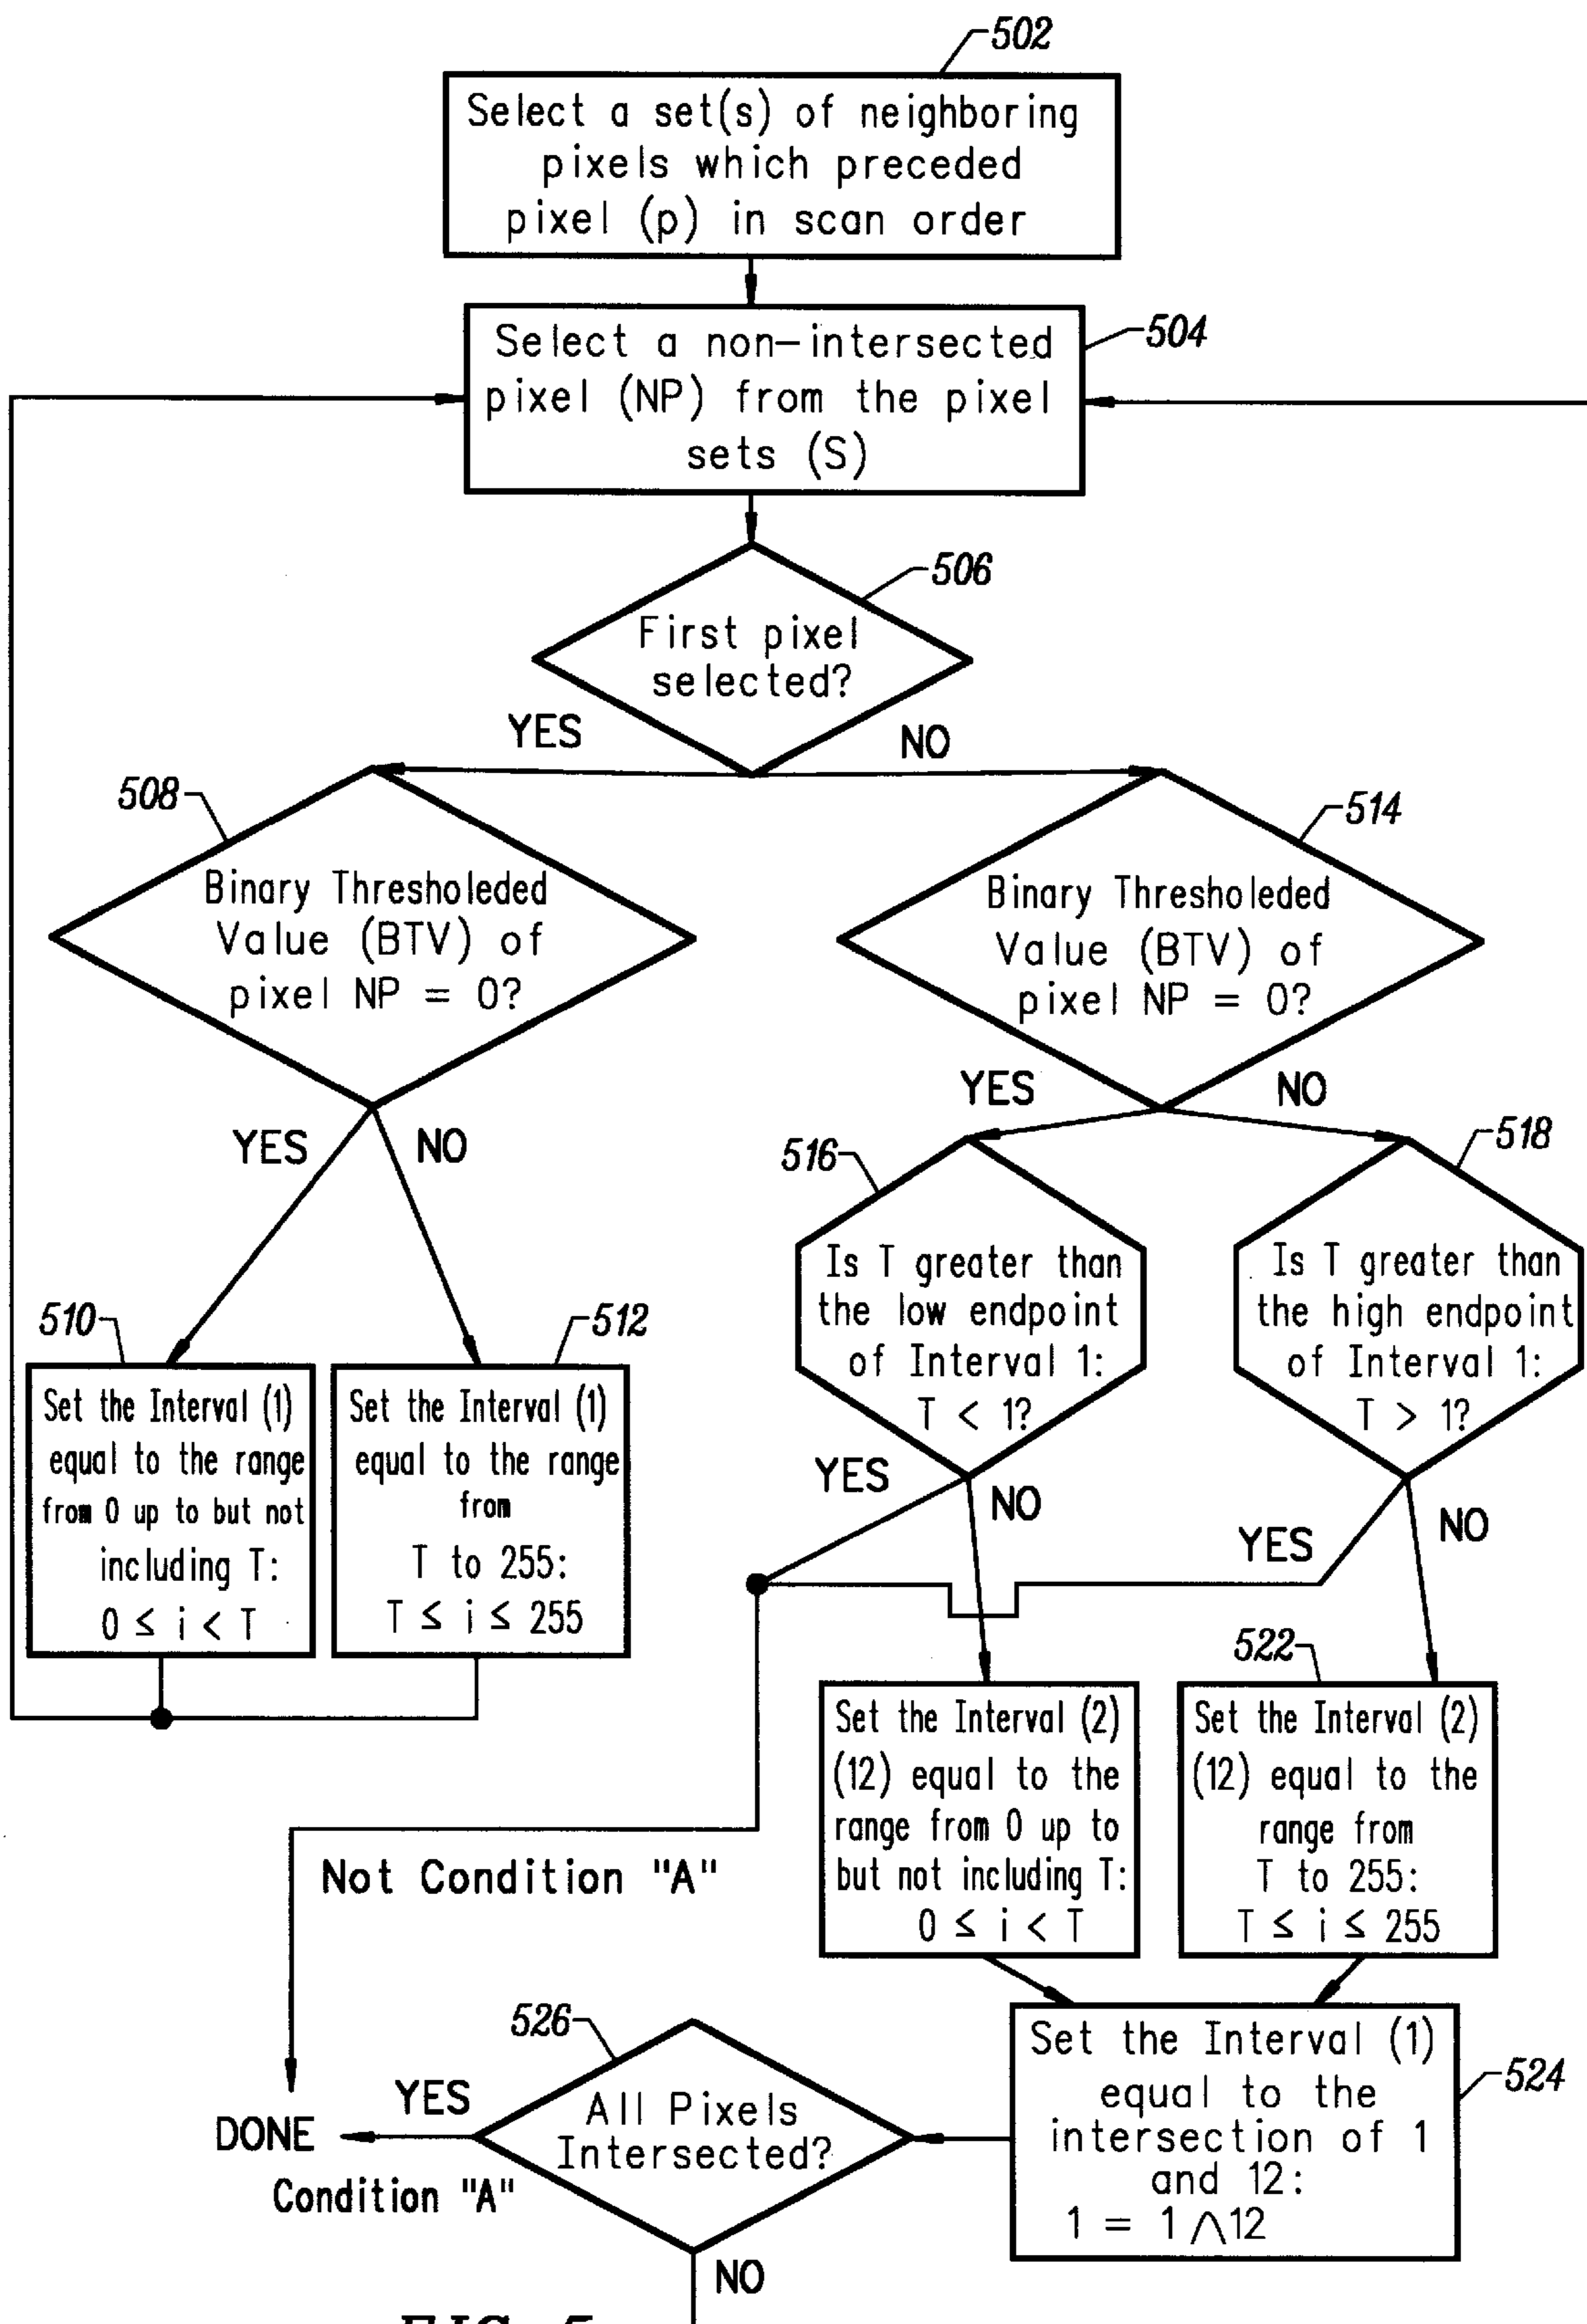 502
Select a set(s) of neighboring
pixels which preceded
pixel (p) in scan order
504
Select a non-intersected
pixel (NP) from the pixel
sets (S)
506
First pixel
selected?
YES
NO
508
Binary Thresholeded
Value (BTV) of
pixel NP = 0?
514
Binary Thresholeded
Value (BTV) of
pixel NP = 0?
YES
NO
YES
NO
516
Is T greater than
the low endpoint
of Interval 1:
T < 1?
518
Is T greater than
the high endpoint
of Interval 1:
T > 1?
510
Set the Interval (1)
equal to the range
from 0 up to but not
including T:
0 ≤ i < T
512
Set the Interval (1)
equal to the range
from
T to 255:
T ≤ i ≤ 255
YES
NO
YES
NO
Set the Interval (2)
(12) equal to the
range from 0 up to
but not including T:
0 ≤ i < T
522
Set the Interval (2)
(12) equal to the
range from
T to 255:
T ≤ i ≤ 255
Not Condition "A"
526
All Pixels
Intersected?
YES
DONE
Condition "A"
NO
524
Set the Interval (1)
equal to the
intersection of 1
and 12:
1 = 1 ∧ 12
FIG. 5